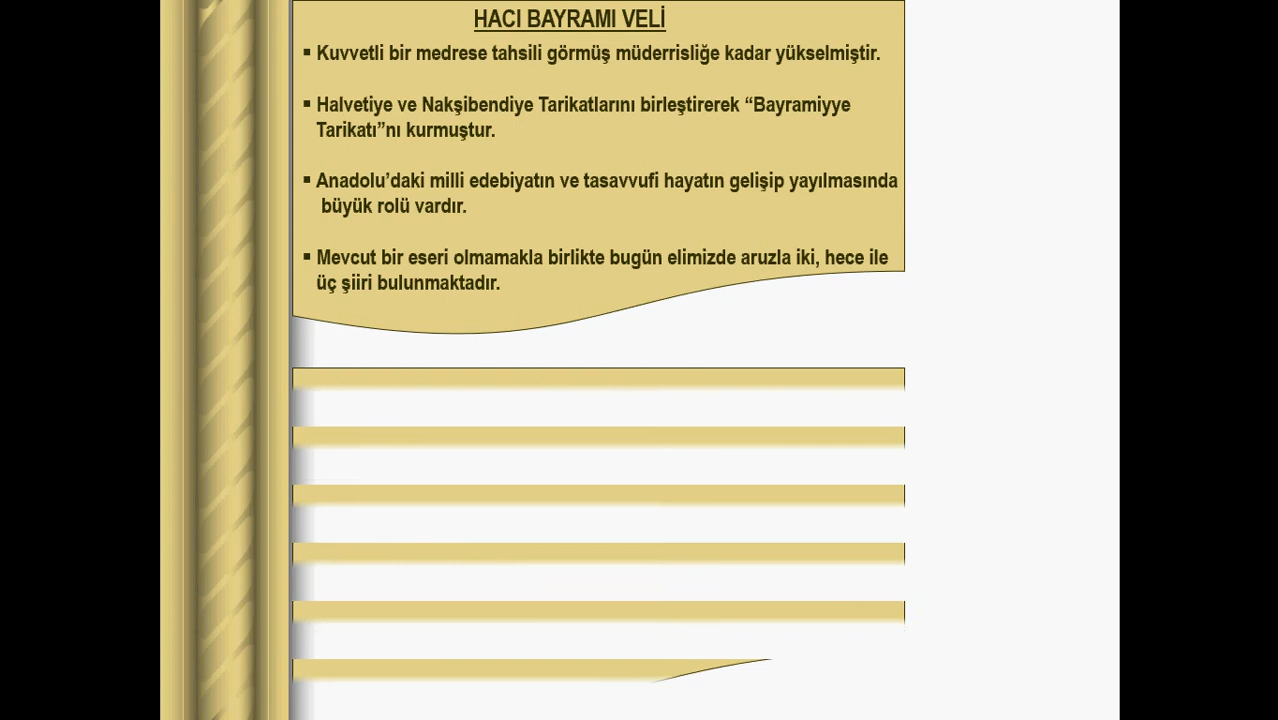 HACI BAYRAMI VELİ
▪ Kuvvetli bir medrese tahsili görmüş müderrisliğe kadar yükselmiştir.
▪ Halvetiye ve Nakşibendiye Tarikatlarını birleştirerek “Bayramiyye
Tarikatı”nı kurmuştur.
▪ Anadolu’daki milli edebiyatın ve tasavvufi hayatın gelişip yayılmasında
büyük rolü vardır.
▪ Mevcut bir eseri olmamakla birlikte bugün elimizde aruzla iki, hece ile
üç şiiri bulunmaktadır.